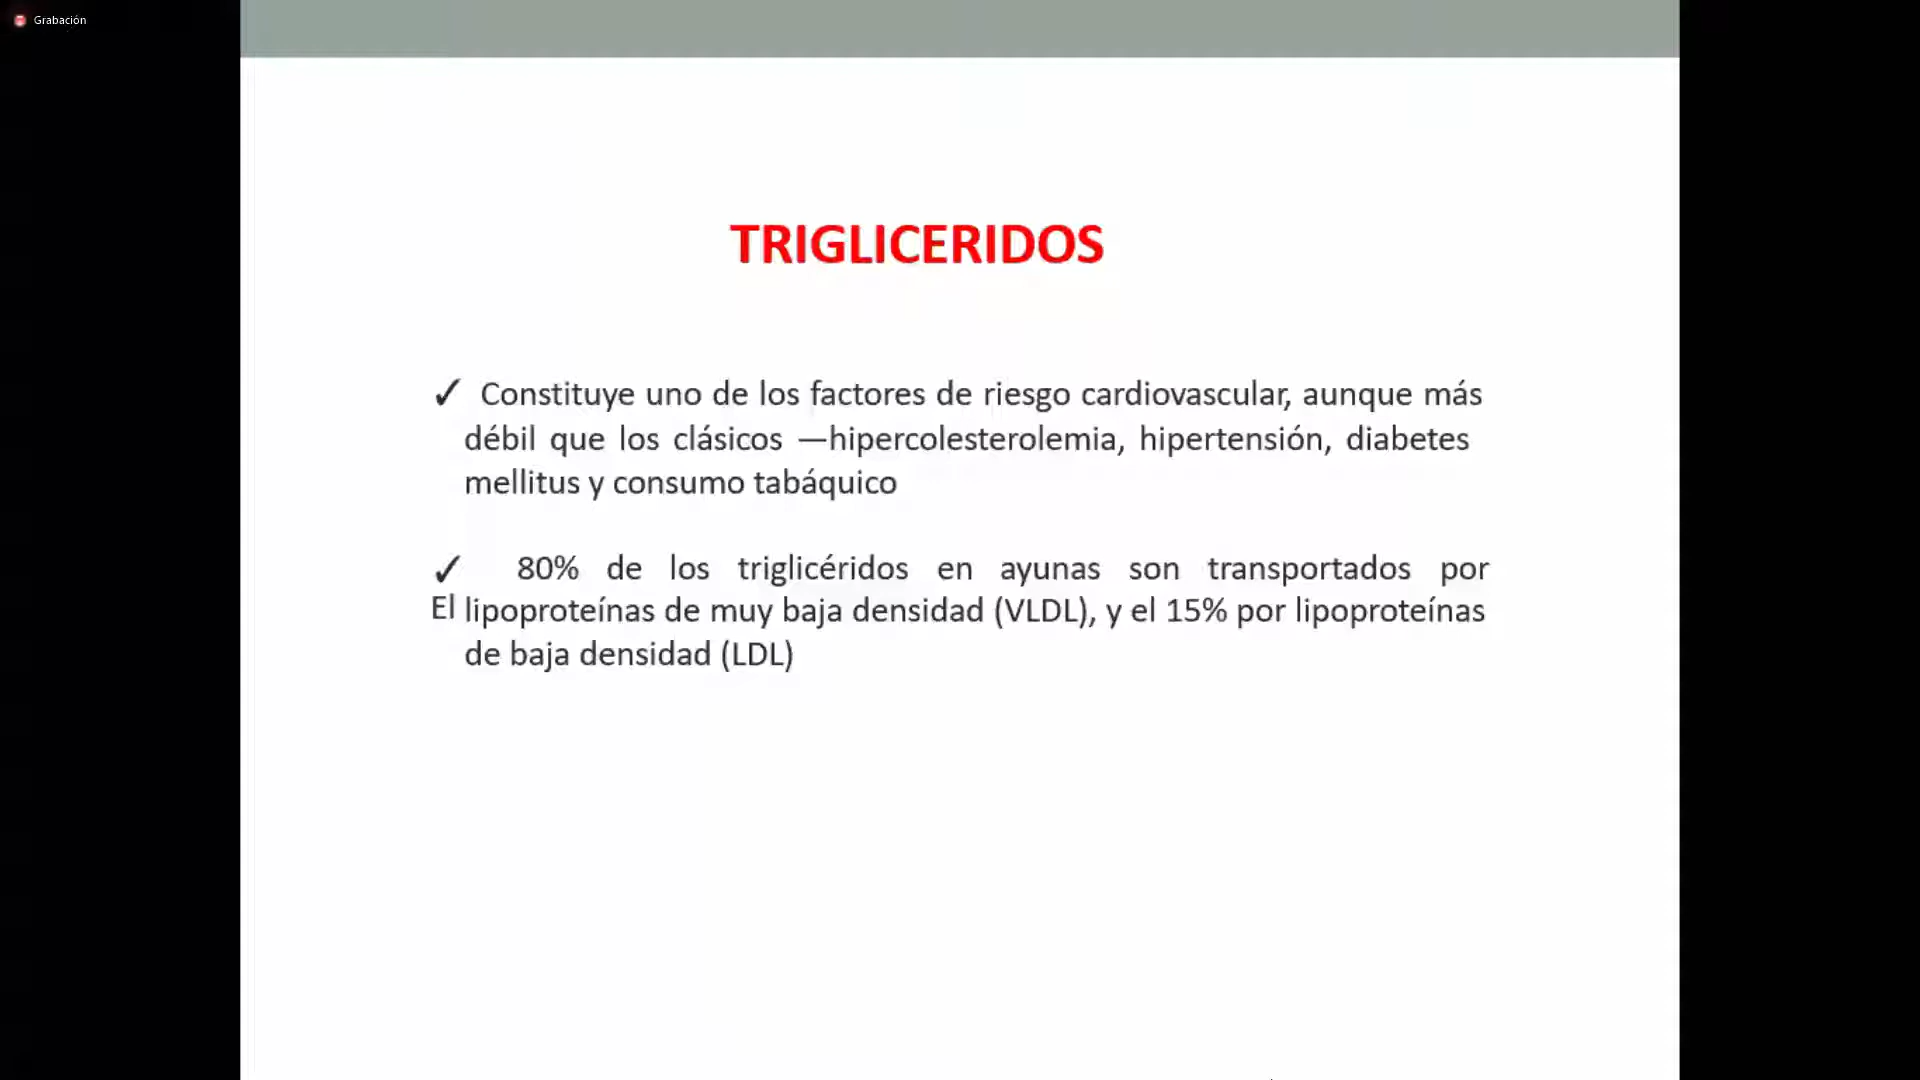 Grabación
TRIGLICERIDOS
✓ Constituye uno de los factores de riesgo cardiovascular, aunque más
débil que los clásicos —hipercolesterolemia, hipertensión, diabetes
mellitus y consumo tabáquico
✓ 80% de los triglicéridos en ayunas son transportados por
El lipoproteínas de muy baja densidad (VLDL), y el 15% por lipoproteínas
de baja densidad (LDL)